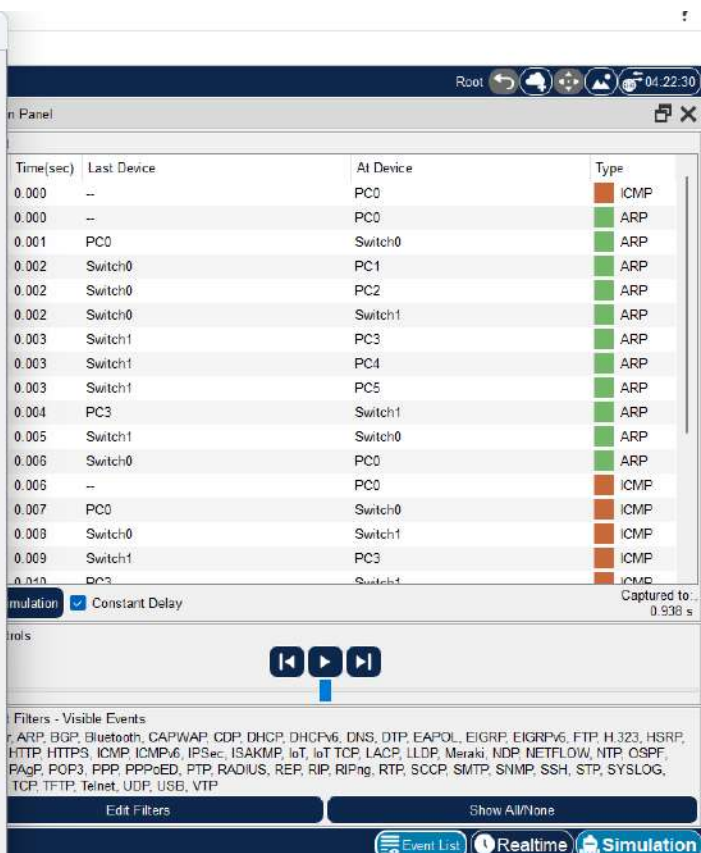 Root 04:22:30
n Panel
Time(sec) Last Device At Device Type
0.000 -- PC0 ICMP
0.000 -- PC0 ARP
0.001 PC0 Switch0 ARP
0.002 Switch0 PC1 ARP
0.002 Switch0 PC2 ARP
0.002 Switch0 Switch1 ARP
0.003 Switch1 PC3 ARP
0.003 Switch1 PC4 ARP
0.003 Switch1 PC5 ARP
0.004 PC3 Switch1 ARP
0.005 Switch1 Switch0 ARP
0.006 Switch0 PC0 ARP
0.006 -- PC0 ICMP
0.007 PC0 Switch0 ICMP
0.008 Switch0 Switch1 ICMP
0.009 Switch1 PC3 ICMP
0.010 PC3 Switch1 ICMP
mulation Constant Delay Captured to:
0.938 s
trols
t Filters - Visible Events
r, ARP, BGP, Bluetooth, CAPWAP, CDP, DHCP, DHCPv6, DNS, DTP, EAPOL, EIGRP, EIGRPv6, FTP, H.323, HSRP,
HTTP, HTTPS, ICMP, ICMPv6, IPSec, ISAKMP, IoT, IoT TCP, LACP, LLDP, Meraki, NDP, NETFLOW, NTP, OSPF,
PAgP, POP3, PPP, PPPoED, PTP, RADIUS, REP, RIP, RIPng, RTP, SCCP, SMTP, SNMP, SSH, STP, SYSLOG,
TCP, TFTP, Telnet, UDP, USB, VTP
Edit Filters Show All/None
Event List Realtime Simulation